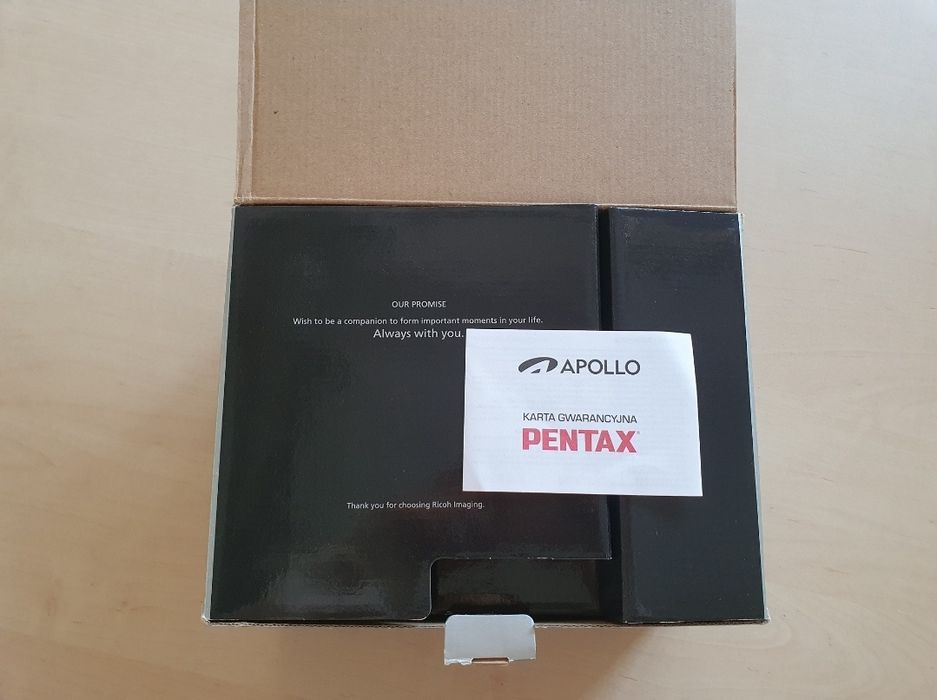 OUR PROMISE
Wish to be a companion to form important moments in your life.
Always with you.
APOLLO
KARTA GWARANCYJNA
PENTAX
Thank you for choosing Ricoh Imaging.